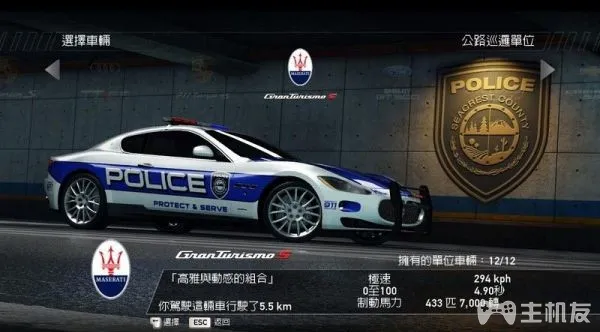 選擇車輛
公路巡邏單位
MASERATI
GranTurismo S
POLICE
SEACREST COUNTY
POLICE
PROTECT & SERVE
911
GranTurismo S
擁有的單位車輛：12/12
MASERATI
「高雅與動感的組合」
極速 294 kph
0至100 4.90秒
你駕駛這輛車行駛了5.5 km
制動馬力 433 匹 7,000 轉
選擇 ESC 返回
主机友